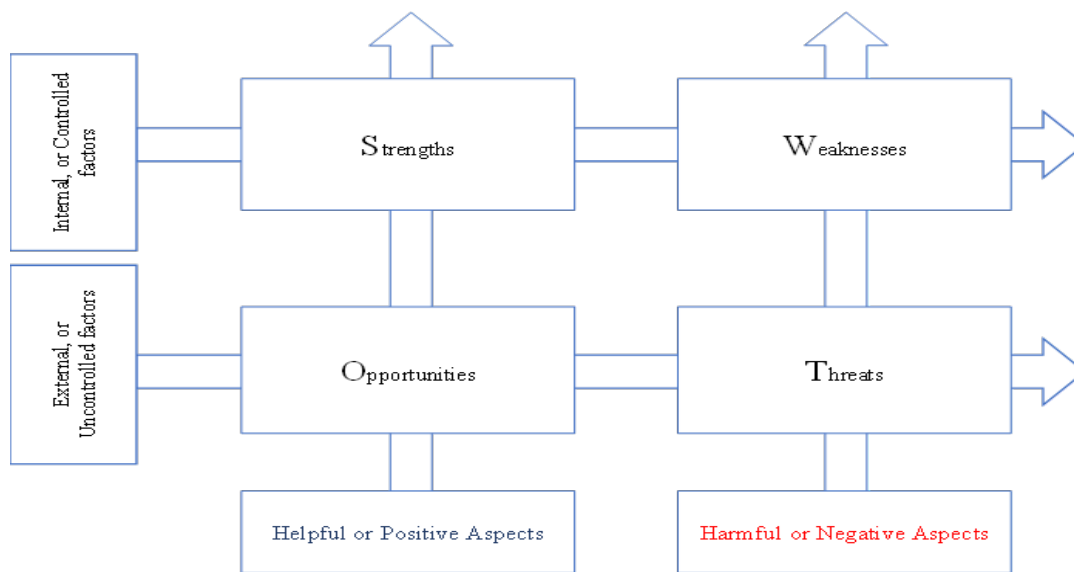 Internal, or Controlled
factors
Strengths
Weaknesses
External, or
Uncontrolled factors
Opportunities
Threats
Helpful or Positive Aspects
Harmful or Negative Aspects